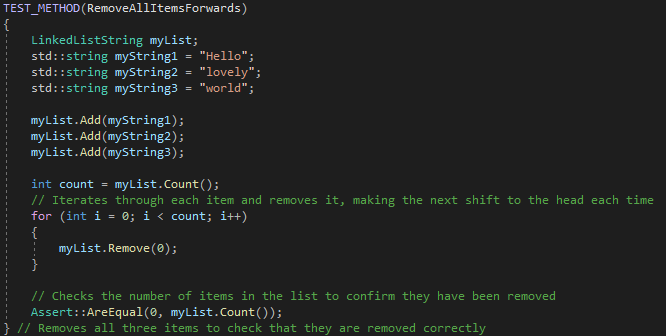 TEST_METHOD(RemoveAllItemsForwards)
{
LinkedListString myList;
std::string myString1 = "Hello";
std::string myString2 = "lovely";
std::string myString3 = "world";
myList.Add(myString1);
myList.Add(myString2);
myList.Add(myString3);
int count = myList.Count();
// Iterates through each item and removes it, making the next shift to the head each time
for (int i = 0; i < count; i++)
{
myList.Remove(0);
}
// Checks the number of items in the list to confirm they have been removed
Assert::AreEqual(0, myList.Count());
} // Removes all three items to check that they are removed correctly